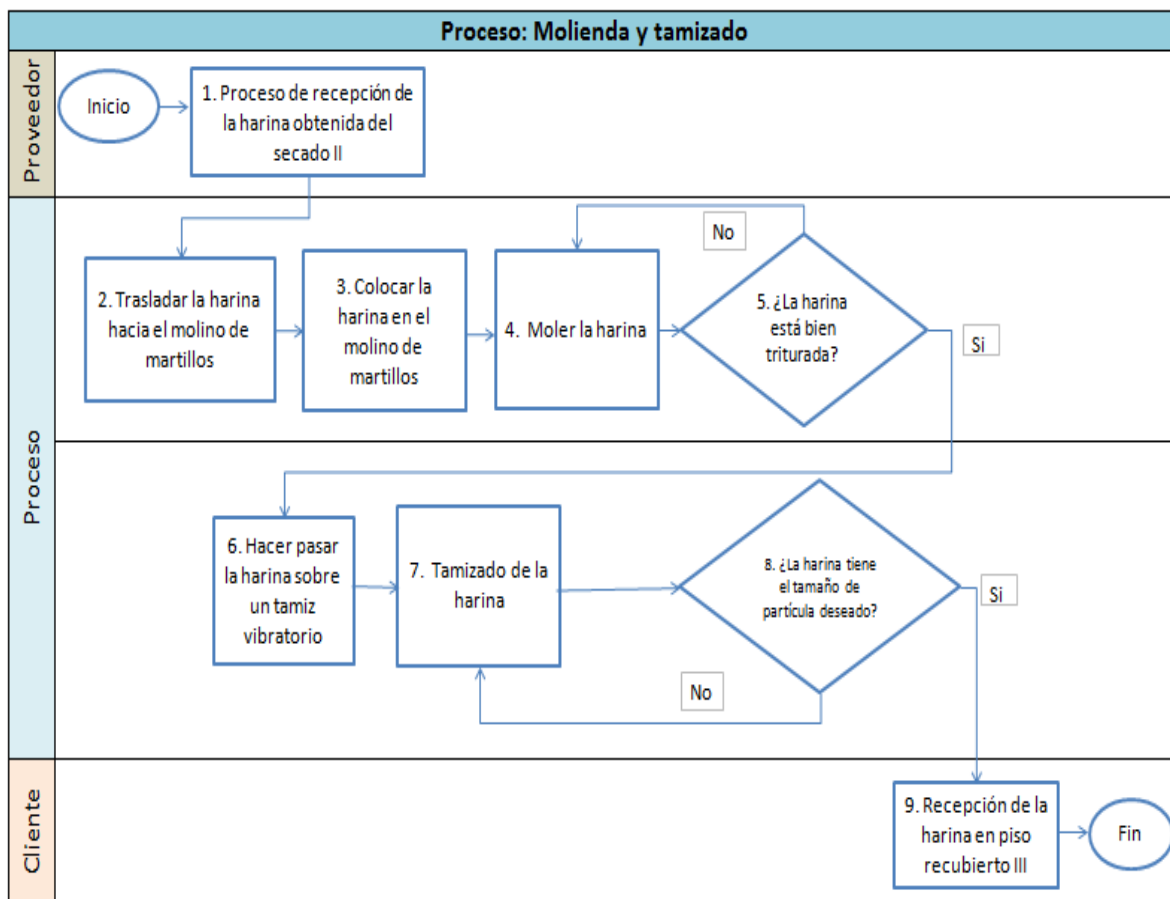 Proceso: Molienda y tamizado
Proveedor
Inicio
1. Proceso de recepción de
la harina obtenida del
secado II
Proceso
2. Trasladar la harina
hacia el molino de
martillos
3. Colocar la
harina en el
molino de
martillos
4. Moler la harina
No
5. ¿La harina
está bien
triturada?
Si
6. Hacer pasar
la harina sobre
un tamiz
vibratorio
7. Tamizado de la
harina
8. ¿La harina tiene
el tamaño de
partícula deseado?
No
Si
Cliente
9. Recepción de la
harina en piso
recubierto III
Fin